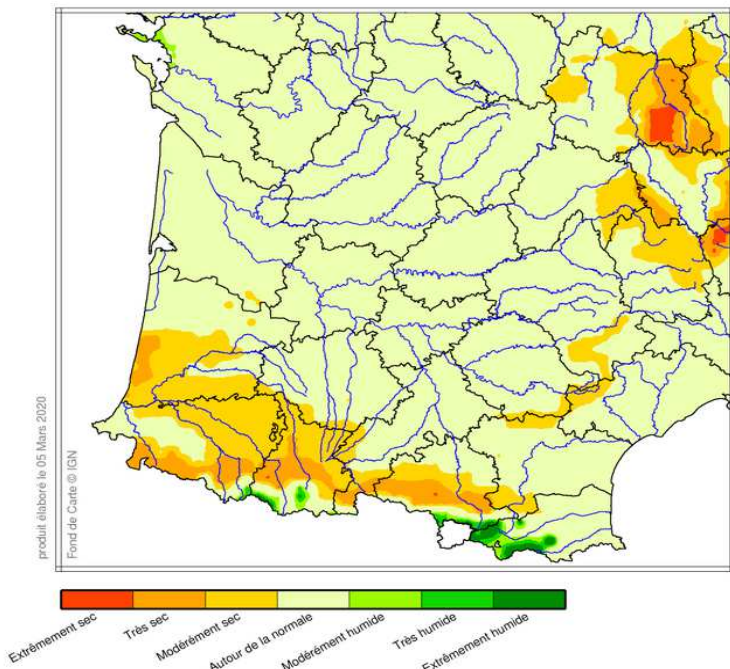 produit élaboré le 05 Mars 2020
Fond de Carte © IGN
Extrêmement sec
Très sec
Modérément sec
Autour de la normale
Modérément humide
Très humide
Extrêmement humide